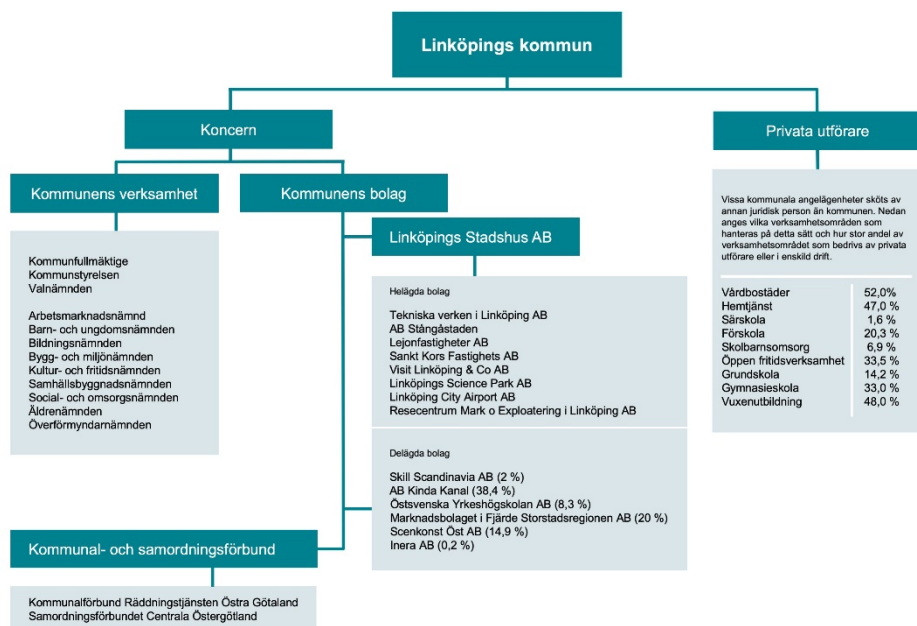 Linköpings kommun
Koncern
Privata utförare
Kommunens verksamhet
Kommunens bolag
Kommunfullmäktige
Kommunstyrelsen
Valnämnden
Arbetsmarknadsnämnd
Barn- och ungdomsnämnden
Bildningsnämnden
Bygg- och miljönämnden
Kultur- och fritidsnämnden
Samhällsbyggnadsnämnden
Social- och omsorgsnämnden
Äldrenämnden
Överförmyndarnämnden
Linköpings Stadshus AB
Helägda bolag
Tekniska verken i Linköping AB
AB Stångåstaden
Lejonfastigheter AB
Sankt Kors Fastighets AB
Visit Linköping & Co AB
Linköpings Science Park AB
Linköping City Airport AB
Resecentrum Mark o Exploatering i Linköping AB
Delägda bolag
Skill Scandinavia AB (2 %)
AB Kinda Kanal (38,4 %)
Östsvenska Yrkeshögskolan AB (8,3 %)
Marknadsbolaget i Fjärde Storstadsregionen AB (20 %)
Scenkonst Öst AB (14,9 %)
Inera AB (0,2 %)
Kommunal- och samordningsförbund
Kommunalförbund Räddningstjänsten Östra Götaland
Samordningsförbundet Centrala Östergötland
Vissa kommunala angelägenheter sköts av
annan juridisk person än kommunen. Nedan
anges vilka verksamhetsområden som
hanteras på detta sätt och hur stor andel av
verksamhetsområdet som bedrivs av privata
utförare eller i enskild drift.
Vårdbostäder 52,0%
Hemtjänst 47,0 %
Särskola 1,6 %
Förskola 20,3 %
Skolbarnsomsorg 6,9 %
Öppen fritidsverksamhet 33,5 %
Grundskola 14,2 %
Gymnasieskola 33,0 %
Vuxenutbildning 48,0 %